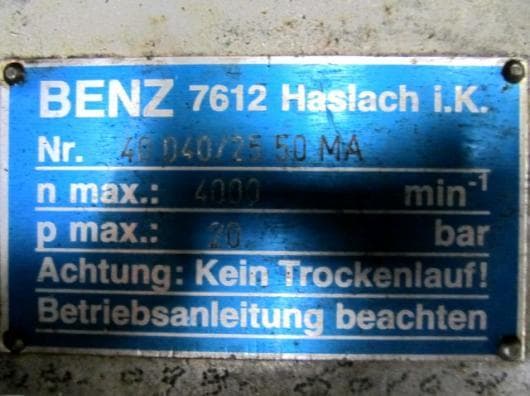 BENZ 7612 Haslach i.K.
Nr. 46.040/25.50 MA
n max.: 4000 min-1
p max.: 20 bar
Achtung: Kein Trockenlauf!
Betriebsanleitung beachten